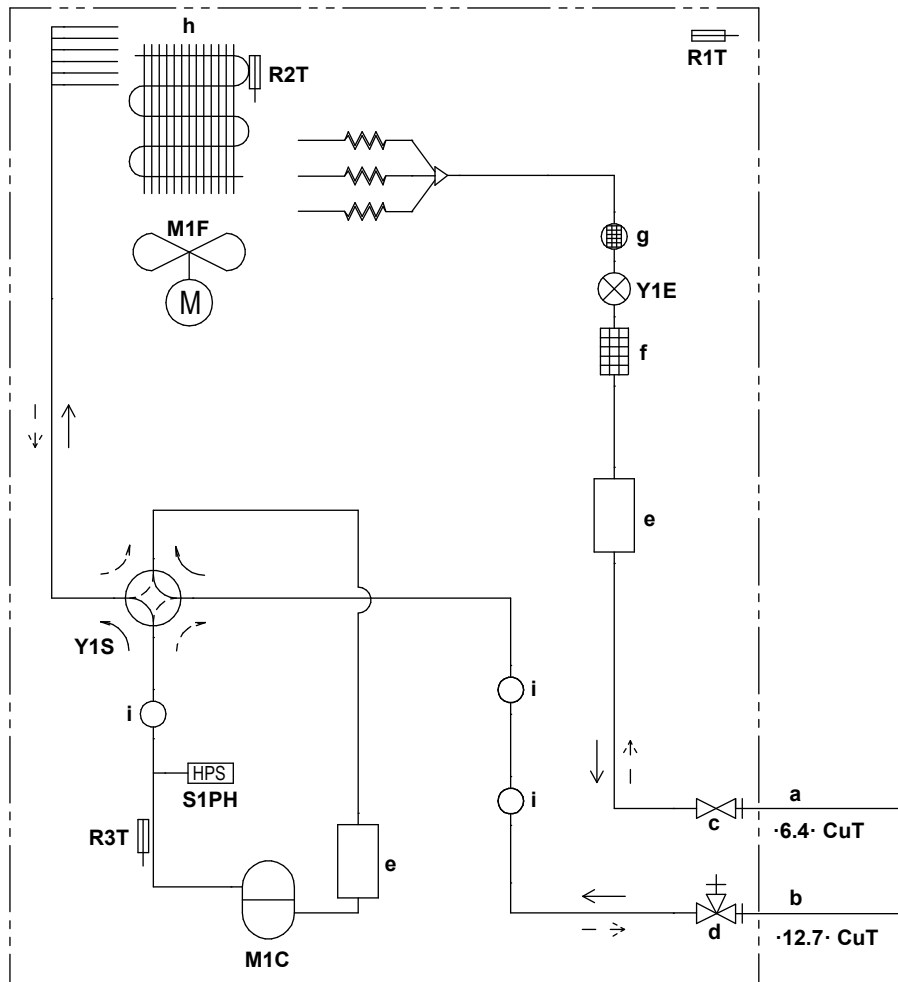 h
R2T
R1T
M1F
M
g
Y1E
f
e
Y1S
i
i
HPS
S1PH
i
a
R3T
c
·6.4· CuT
e
b
d
·12.7· CuT
M1C